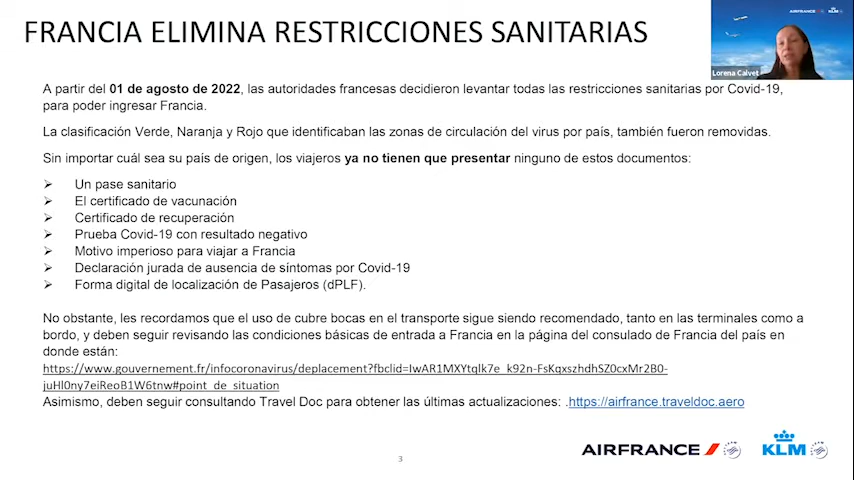 FRANCIA ELIMINA RESTRICCIONES SANITARIAS
AIRFRANCE KLM
Lorena Calvet
A partir del 01 de agosto de 2022, las autoridades francesas decidieron levantar todas las restricciones sanitarias por Covid-19,
para poder ingresar Francia.
La clasificación Verde, Naranja y Rojo que identificaban las zonas de circulación del virus por país, también fueron removidas.
Sin importar cuál sea su país de origen, los viajeros ya no tienen que presentar ninguno de estos documentos:
Un pase sanitario
El certificado de vacunación
Certificado de recuperación
Prueba Covid-19 con resultado negativo
Motivo imperioso para viajar a Francia
Declaración jurada de ausencia de síntomas por Covid-19
Forma digital de localización de Pasajeros (dPLF).
No obstante, les recordamos que el uso de cubre bocas en el transporte sigue siendo recomendado, tanto en las terminales como a
bordo, y deben seguir revisando las condiciones básicas de entrada a Francia en la página del consulado de Francia del país en
donde están:
https://www.gouvernement.fr/infocoronavirus/deplacement?fbclid=IwAR1MXYtqlk7e_k92n-FsKqxszhdhSZ0cxMr2B0-
juHl0ny7eiReoB1W6tnw#point_de_situation
Asimismo, deben seguir consultando Travel Doc para obtener las últimas actualizaciones: .https://airfrance.traveldoc.aero
3
AIRFRANCE
KLM